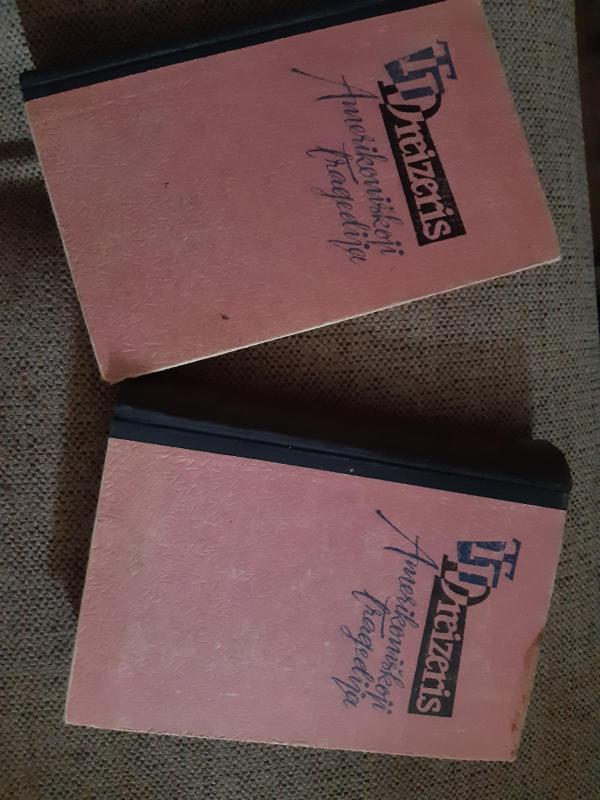 T. Dreizeris
Amerikoniškoji
tragedija
T. Dreizeris
Amerikoniškoji
tragedija